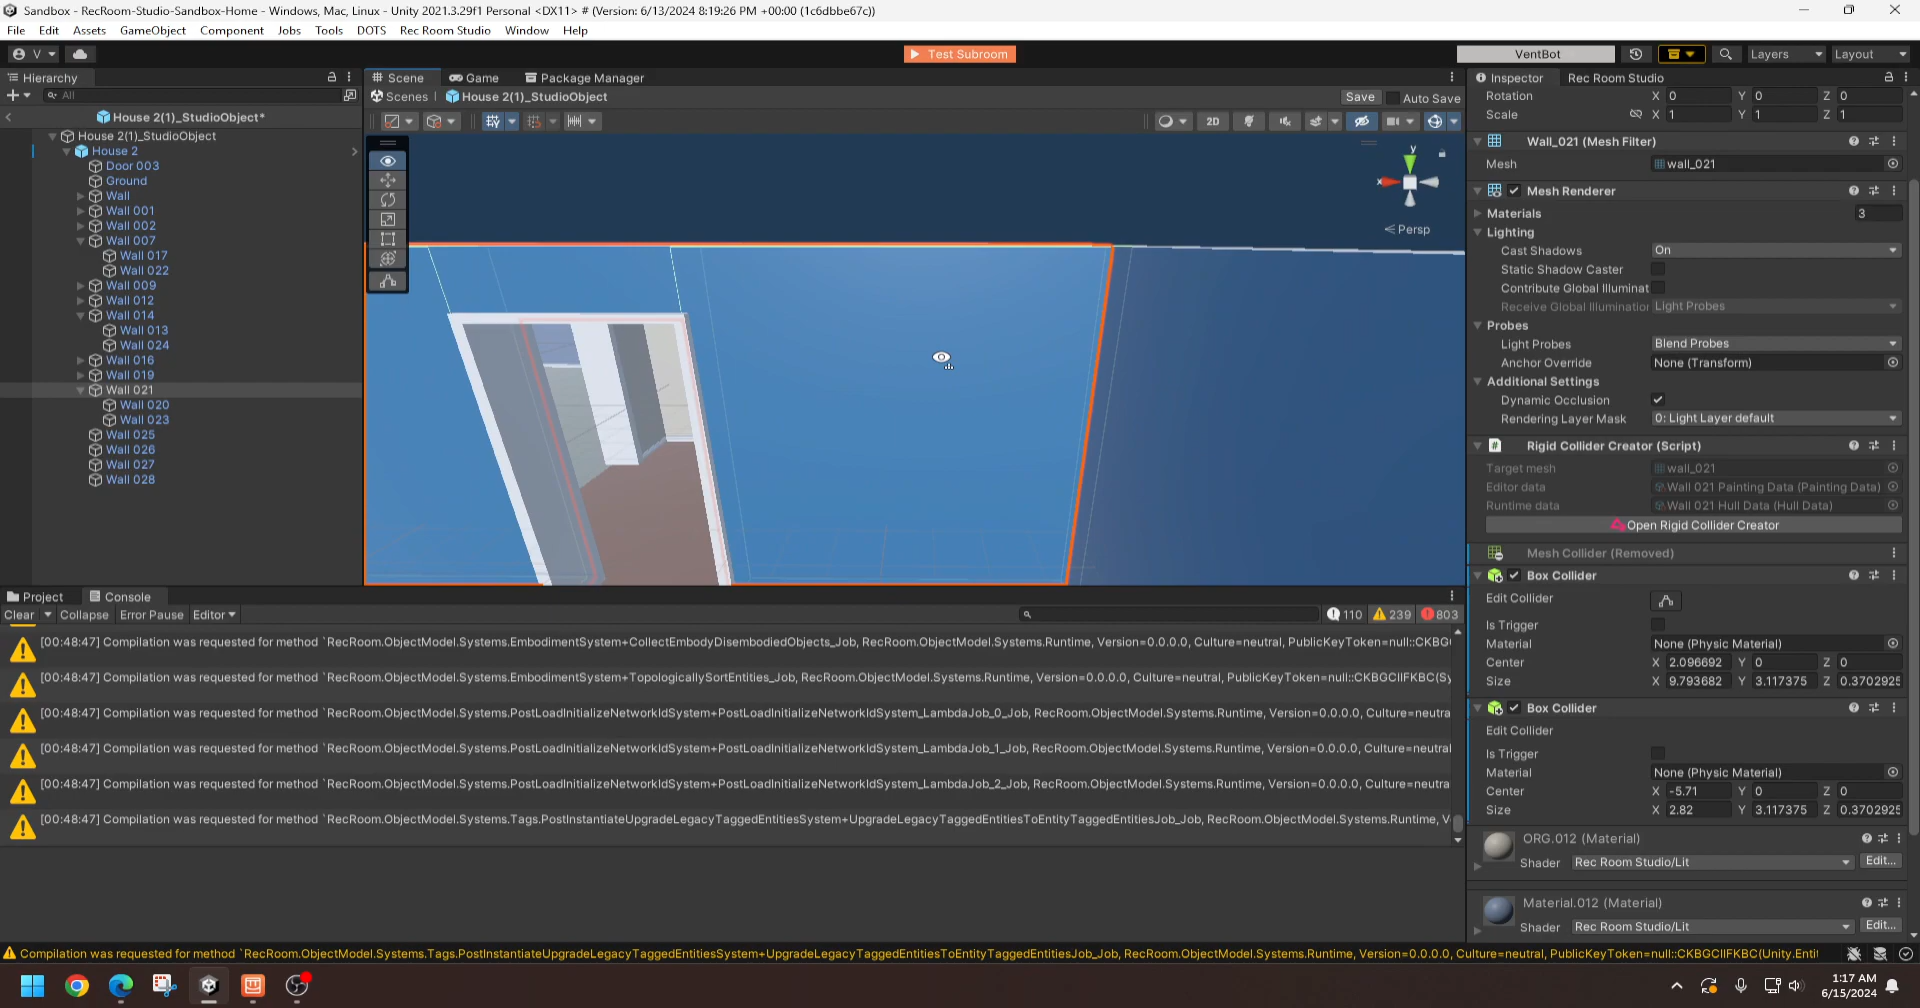 Sandbox - RecRoom-Studio-Sandbox-Home - Windows, Mac, Linux - Unity 2021.3.29f1 Personal <DX11> # (Version: 6/13/2024 8:19:26 PM +00:00 (1c6dbbe67c))
File Edit Assets GameObject Component Jobs Tools DOTS Rec Room Studio Window Help
V Test Subroom VentBot Layers Layout
Hierarchy Scene Game Package Manager Inspector Rec Room Studio
All Scenes House 2(1)_StudioObject Save Auto Save
House 2(1)_StudioObject*
2D
House 2(1)_StudioObject
House 2
Door 003
Ground
Wall
Wall 001
Wall 002
Wall 007
Wall 017
Wall 022
Wall 009
Wall 012
Wall 014
Wall 013
Wall 024
Wall 016
Wall 019
Wall 021
Wall 020
Wall 023
Wall 025
Wall 026
Wall 027
Wall 028
y
x
Persp
Rotation X 0 Y 0 Z 0
Scale X 1 Y 1 Z 1
Wall_021 (Mesh Filter)
Mesh wall_021
Mesh Renderer
Materials 3
Lighting
Cast Shadows On
Static Shadow Caster
Contribute Global Illuminat
Receive Global Illumination Light Probes
Probes
Light Probes Blend Probes
Anchor Override None (Transform)
Additional Settings
Dynamic Occlusion
Rendering Layer Mask 0: Light Layer default
Rigid Collider Creator (Script)
Target mesh wall_021
Editor data Wall 021 Painting Data (Painting Data)
Runtime data Wall 021 Hull Data (Hull Data)
Open Rigid Collider Creator
Mesh Collider (Removed)
Box Collider
Edit Collider
Is Trigger
Material None (Physic Material)
Center X 2.096692 Y 0 Z 0
Size X 9.793682 Y 3.117375 Z 0.3702925
Box Collider
Edit Collider
Is Trigger
Material None (Physic Material)
Center X -5.71 Y 0 Z 0
Size X 2.82 Y 3.117375 Z 0.3702925
ORG.012 (Material)
Shader Rec Room Studio/Lit Edit...
Material.012 (Material)
Shader Rec Room Studio/Lit Edit...
Project Console
Clear Collapse Error Pause Editor 110 239 803
[00:48:47] Compilation was requested for method `RecRoom.ObjectModel.Systems.EmbodimentSystem+CollectEmbodyDisembodiedObjects_Job, RecRoom.ObjectModel.Systems.Runtime, Version=0.0.0.0, Culture=neutral, PublicKeyToken=null::CKBG
[00:48:47] Compilation was requested for method `RecRoom.ObjectModel.Systems.EmbodimentSystem+TopologicallySortEntities_Job, RecRoom.ObjectModel.Systems.Runtime, Version=0.0.0.0, Culture=neutral, PublicKeyToken=null::CKBGCIIFKBC(Sy
[00:48:47] Compilation was requested for method `RecRoom.ObjectModel.Systems.PostLoadInitializeNetworkIdSystem+PostLoadInitializeNetworkIdSystem_LambdaJob_0_Job, RecRoom.ObjectModel.Systems.Runtime, Version=0.0.0.0, Culture=neutra
[00:48:47] Compilation was requested for method `RecRoom.ObjectModel.Systems.PostLoadInitializeNetworkIdSystem+PostLoadInitializeNetworkIdSystem_LambdaJob_1_Job, RecRoom.ObjectModel.Systems.Runtime, Version=0.0.0.0, Culture=neutral
[00:48:47] Compilation was requested for method `RecRoom.ObjectModel.Systems.PostLoadInitializeNetworkIdSystem+PostLoadInitializeNetworkIdSystem_LambdaJob_2_Job, RecRoom.ObjectModel.Systems.Runtime, Version=0.0.0.0, Culture=neutra
[00:48:47] Compilation was requested for method `RecRoom.ObjectModel.Systems.Tags.PostInstantiateUpgradeLegacyTaggedEntitiesSystem+UpgradeLegacyTaggedEntitiesToEntityTaggedEntitiesJob_Job, RecRoom.ObjectModel.Systems.Runtime, V
Compilation was requested for method `RecRoom.ObjectModel.Systems.Tags.PostInstantiateUpgradeLegacyTaggedEntitiesSystem+UpgradeLegacyTaggedEntitiesToEntityTaggedEntitiesJob_Job, RecRoom.ObjectModel.Systems.Runtime, Version=0.0.0.0, Culture=neutral, PublicKeyToken=null::CKBGCIIFKBC(Unity.Enti
1:17 AM
6/15/2024